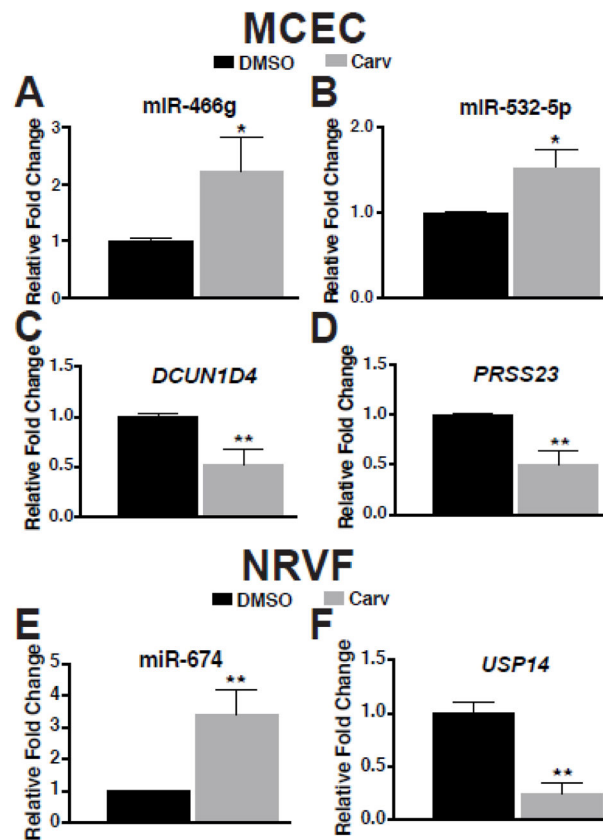 MCEC
DMSO Carv
A B
mIR-466g mIR-532-5p
Relative Fold Change
3
2
1
0
*
Relative Fold Change
2.0
1.0
0.0
*
C D
DCUN1D4 PRSS23
Relative Fold Change
1.5
1.0
0.5
0.0
**
Relative Fold Change
1.5
1.0
0.5
0.0
**
NRVF
DMSO Carv
E F
miR-674 USP14
Relative Fold Change
5
4
3
2
1
0
**
Relative Fold Change
1.5
1.0
0.5
0.0
**